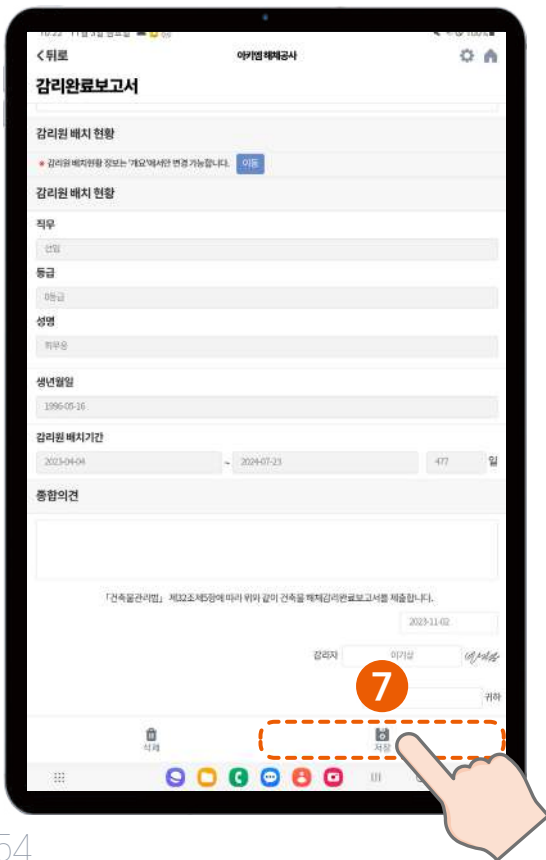 뒤로
아키엠 해체공사
감리완료보고서
감리원 배치 현황
감리원 배치현황 정보는 '개요'에서만 변경 가능합니다. 이동
감리원 배치 현황
직무
선임
등급
성명
생년월일
1996-05-16
감리원 배치기간
2023-04-04 ~ 2024-07-23 477 일
종합의견
「건축물관리법」 제32조제5항에 따라 위와 같이 건축물 해체감리완료보고서를 제출합니다.
2023-11-02
감리자 이기상
7
귀하
삭제
저장
54